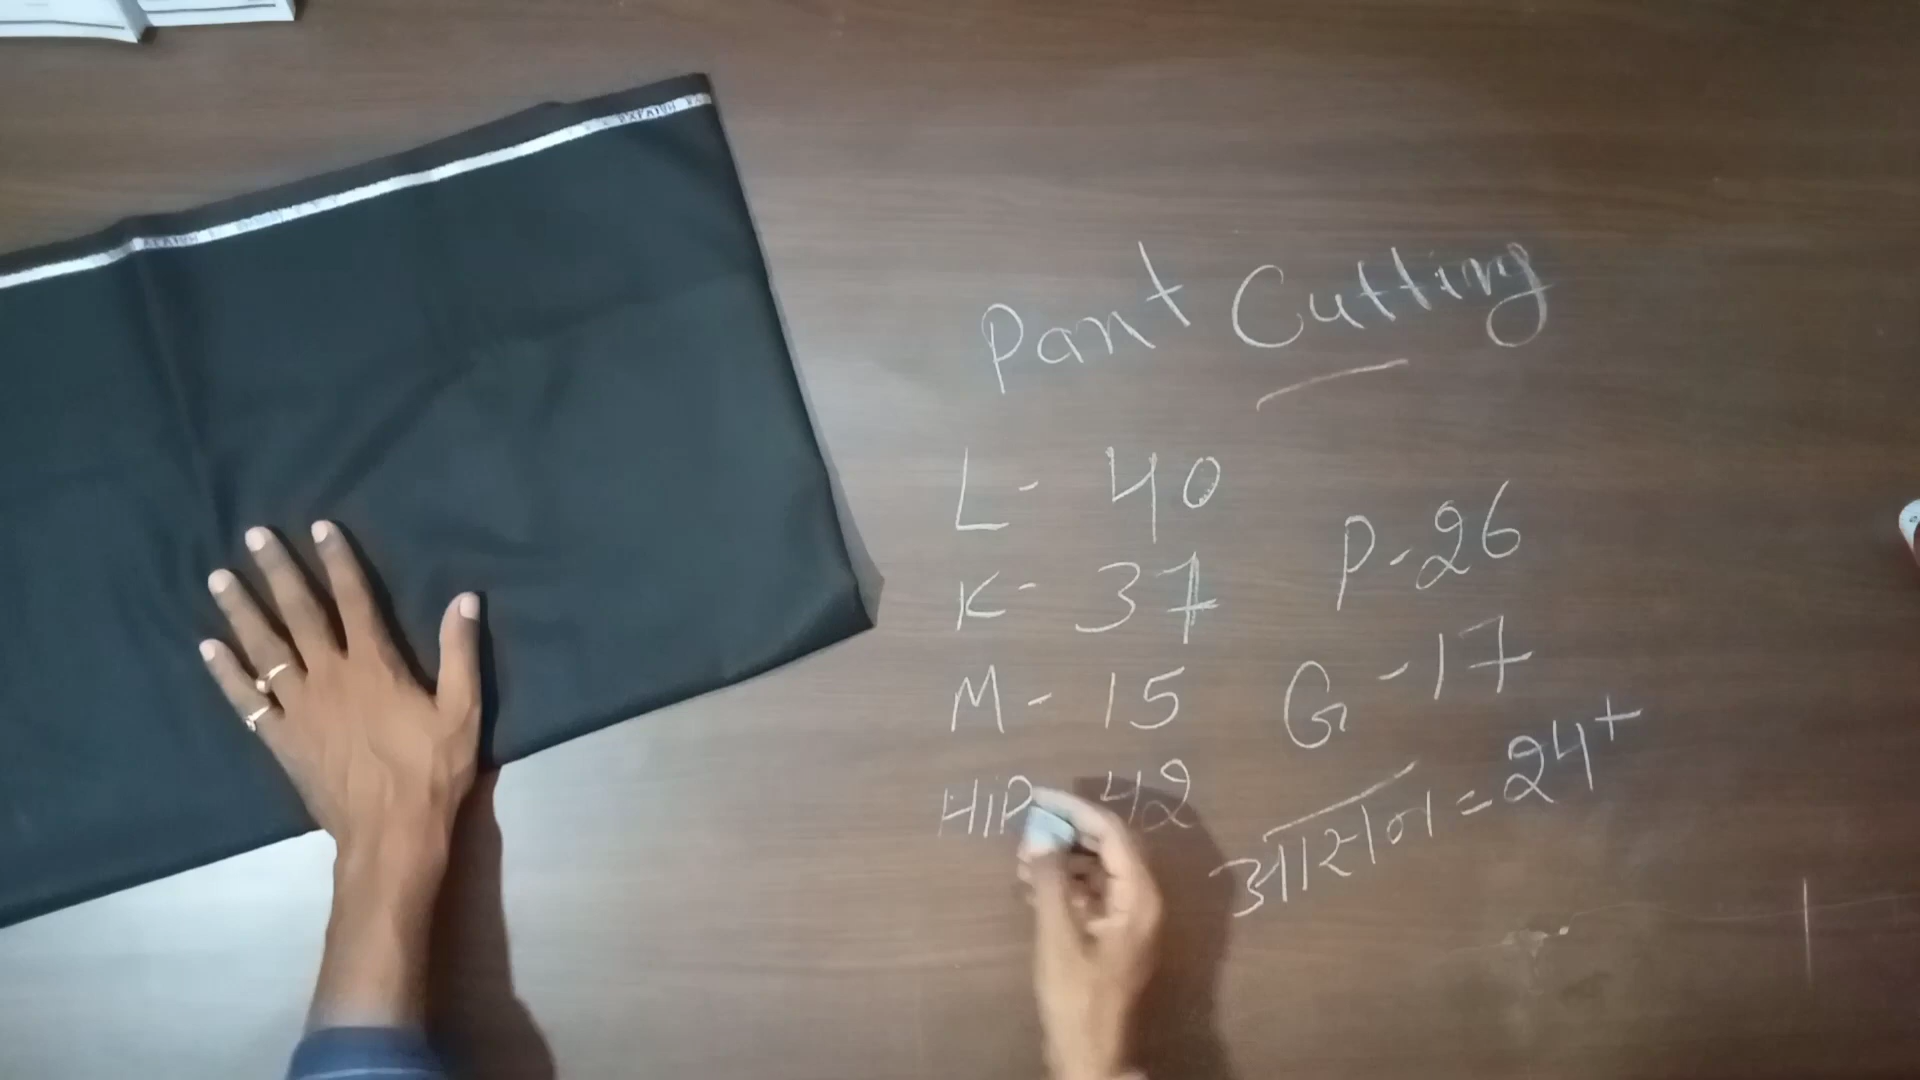 Pant Cutting
L - 40
K - 37
M - 15
HIP 42
P - 26
G - 17
आसन = 24+